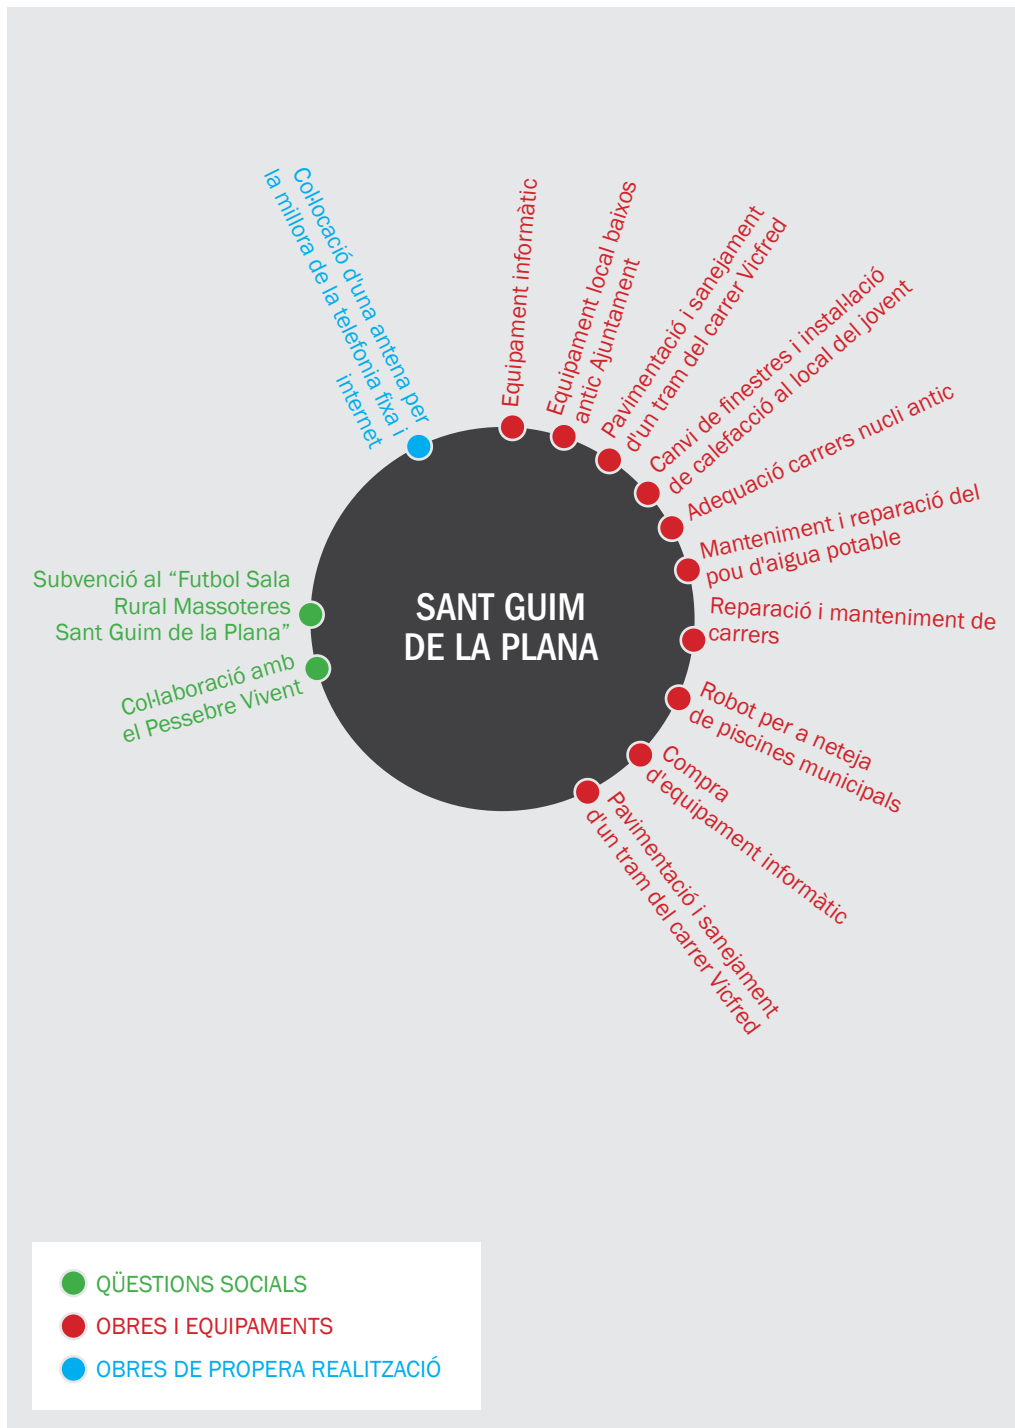 Col·locació d'una antena per
la millora de la telefonia fixa i
internet
Equipament informàtic
Equipament local baixos
antic Ajuntament
Pavimentació i sanejament
d'un tram del carrer Vicfred
Canvi de finestres i instal·lació
de calefacció al local del jovent
Adequació carrers nucli antic
Manteniment i reparació del
pou d'aigua potable
Reparació i manteniment de
carrers
Robot per a neteja
de piscines municipals
Compra
d'equipament informàtic
Pavimentació i sanejament
d'un tram del carrer Vicfred
Subvenció al “Futbol Sala
Rural Massoteres
Sant Guim de la Plana”
Col·laboració amb
el Pessebre Vivent
SANT GUIM
DE LA PLANA
QÜESTIONS SOCIALS
OBRES I EQUIPAMENTS
OBRES DE PROPERA REALITZACIÓ